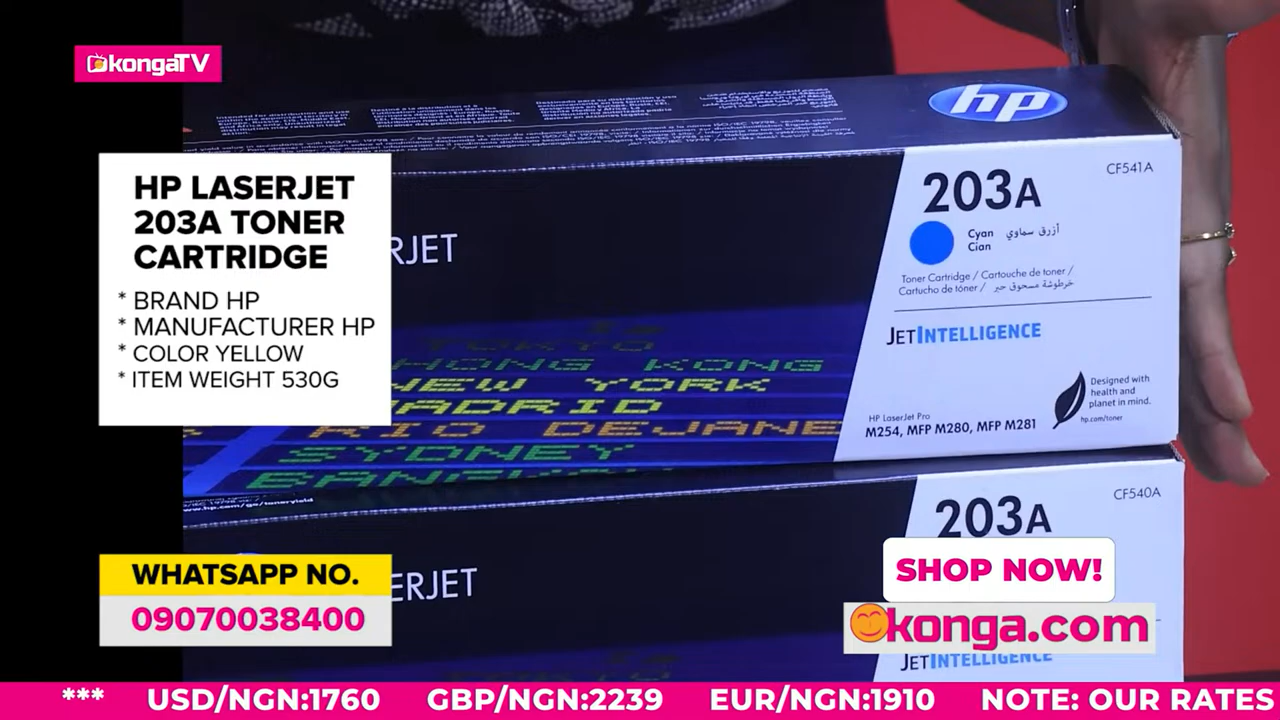 kongaTV
hp
HP LASERJET
203A TONER
CARTRIDGE
* BRAND HP
* MANUFACTURER HP
* COLOR YELLOW
* ITEM WEIGHT 530G
RJET
CF541A
203A
Cyan أزرق سماوي
Cian
Toner Cartridge / Cartouche de toner /
Cartucho de tóner / خرطوشة مسحوق حبر
JETINTELLIGENCE
Designed with
health and
planet in mind.
hp.com/toner
HP LaserJet Pro
M254, MFP M280, MFP M281
TOKYO
HONG KONG
NEW YORK
MADRID
RIO DEJANE
SYDNEY
CF540A
203A
ERJET
WHATSAPP NO.
09070038400
SHOP NOW!
konga.com
JETINTELLIGENCE
*** USD/NGN:1760 GBP/NGN:2239 EUR/NGN:1910 NOTE: OUR RATES